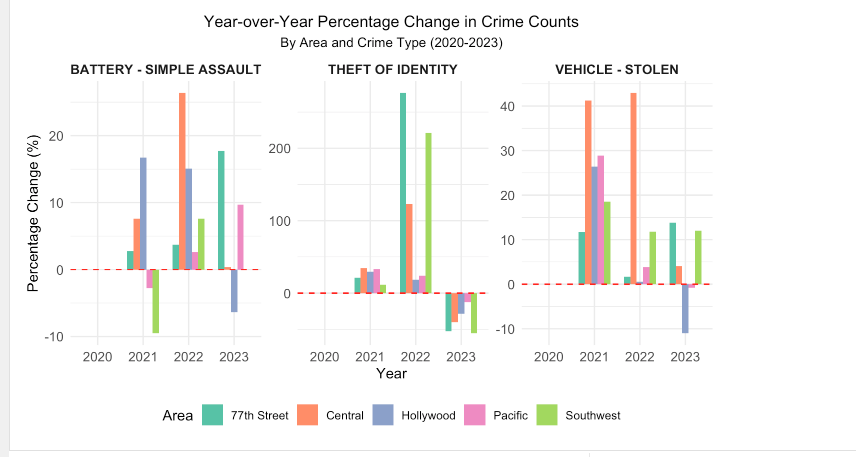 Year-over-Year Percentage Change in Crime Counts
By Area and Crime Type (2020-2023)
BATTERY - SIMPLE ASSAULT
THEFT OF IDENTITY
VEHICLE - STOLEN
Percentage Change (%)
20
10
0
-10
200
100
0
40
30
20
10
0
-10
2020 2021 2022 2023
2020 2021 2022 2023
2020 2021 2022 2023
Year
Area 77th Street Central Hollywood Pacific Southwest